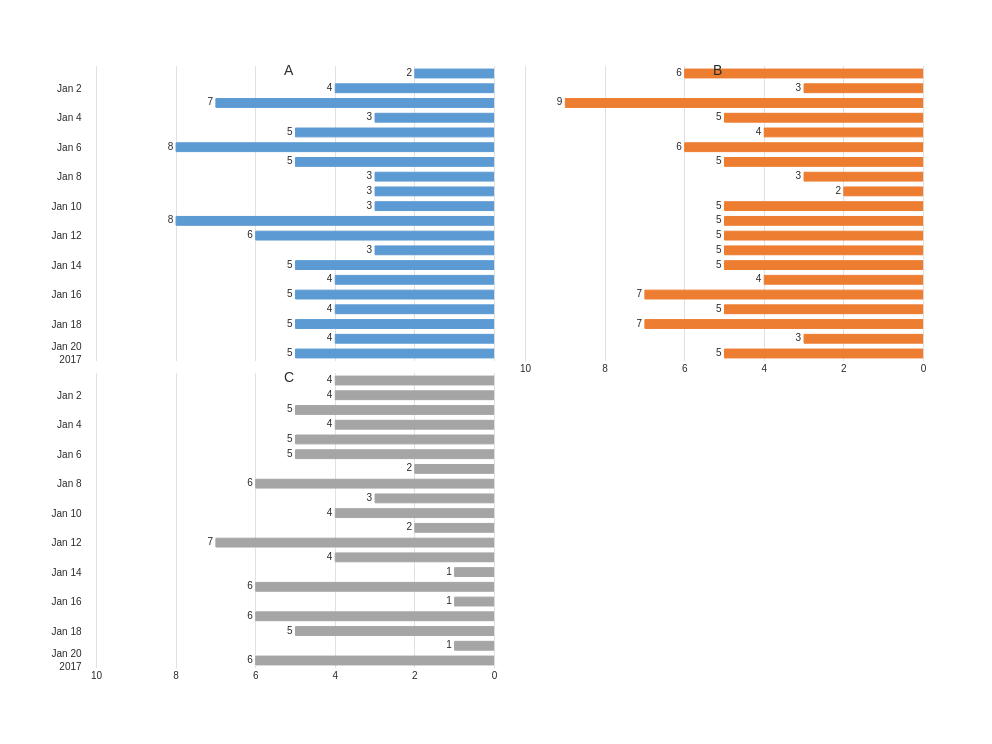 A B
2 6
Jan 2 4 3
7 9
Jan 4 3 5
5 4
Jan 6 8 6
5 5
Jan 8 3 3
3 2
Jan 10 3 5
8 5
Jan 12 6 5
3 5
Jan 14 5 5
4 4
Jan 16 5 7
4 5
Jan 18 5 7
4 3
Jan 20
2017 5 5
10 8 6 4 2 0
C
4
Jan 2 4
5
Jan 4 4
5
Jan 6 5
2
Jan 8 6
3
Jan 10 4
2
Jan 12 7
4
Jan 14 1
6
Jan 16 1
6
Jan 18 5
1
Jan 20
2017 6
10 8 6 4 2 0